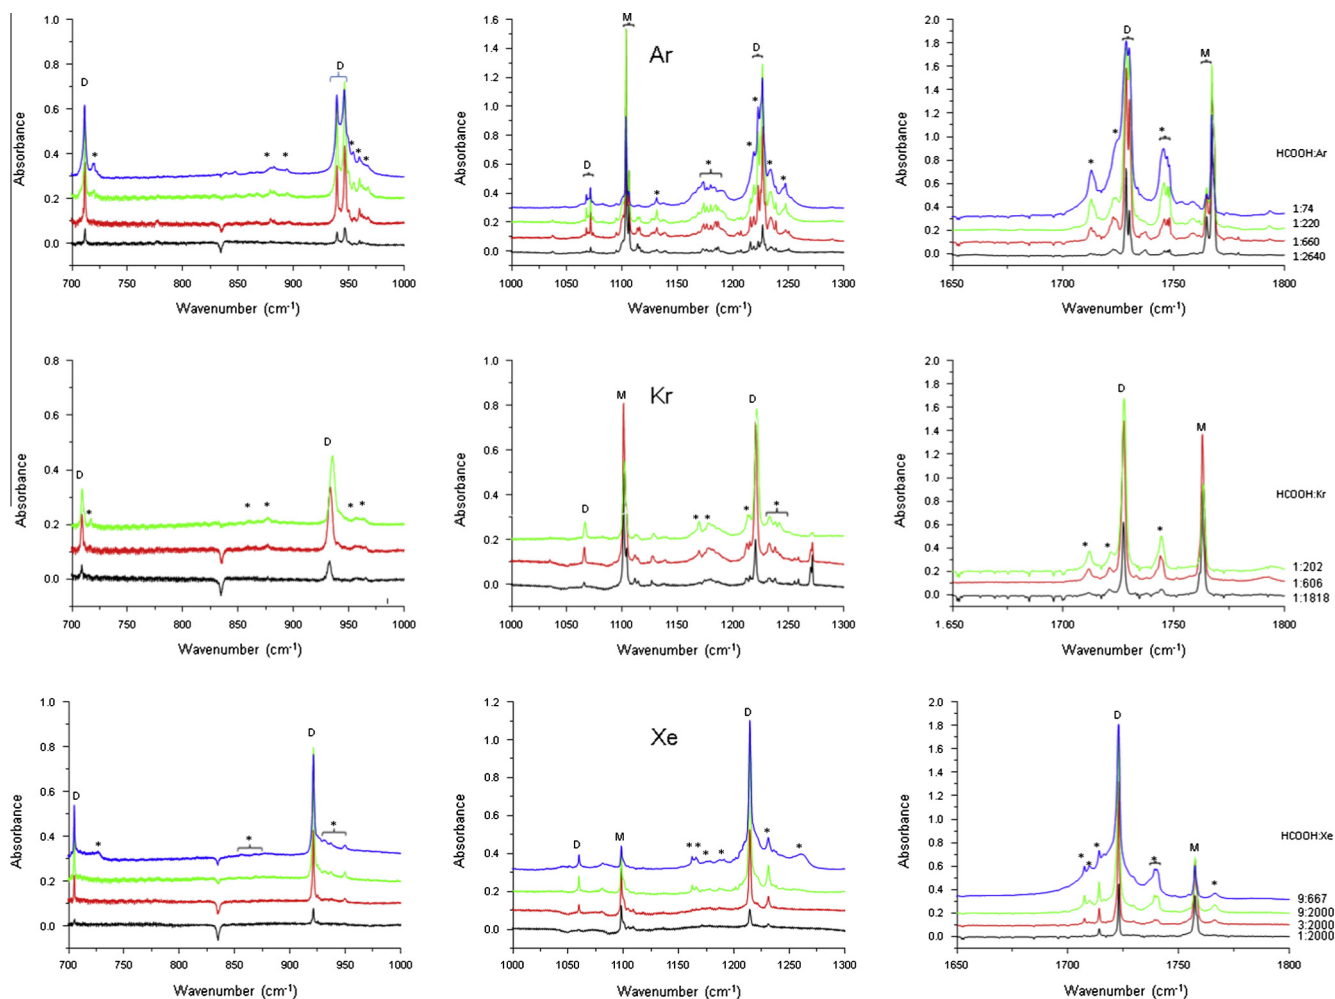 Ar
Absorbance
1.0
0.8
0.6
0.4
0.2
0.0
D
*
* *
D
* * *
700 750 800 850 900 950 1000
Wavenumber (cm-1)
Absorbance
1.6
1.4
1.2
1.0
0.8
0.6
0.4
0.2
0.0
D
M
*
*
D
* * * *
1000 1050 1100 1150 1200 1250 1300
Wavenumber (cm-1)
Absorbance
2.0
1.8
1.6
1.4
1.2
1.0
0.8
0.6
0.4
0.2
0.0
*
*
D
*
M
HCOOH:Ar
1:74
1:220
1:660
1:2640
1650 1700 1750 1800
Wavenumber (cm-1)
Kr
Absorbance
0.8
0.6
0.4
0.2
0.0
D
*
* *
D
* *
700 750 800 850 900 950 1000
Wavenumber (cm-1)
Absorbance
1.0
0.8
0.6
0.4
0.2
0.0
D
M
* *
*
D
*
1000 1050 1100 1150 1200 1250 1300
Wavenumber (cm-1)
Absorbance
2.0
1.8
1.6
1.4
1.2
1.0
0.8
0.6
0.4
0.2
0.0
* *
D
*
M
HCOOH:Kr
1:202
1:606
1:1818
1.650 1700 1750 1800
Wavenumber (cm-1)
Xe
Absorbance
1.0
0.8
0.6
0.4
0.2
0.0
D
*
*
D
*
700 750 800 850 900 950 1000
Wavenumber (cm-1)
Absorbance
1.2
1.0
0.8
0.6
0.4
0.2
0.0
D
M
* * * *
D
*
*
1000 1050 1100 1150 1200 1250 1300
Wavenumber (cm-1)
Absorbance
2.0
1.8
1.6
1.4
1.2
1.0
0.8
0.6
0.4
0.2
0.0
* * *
D
*
M
*
HCOOH:Xe
9:667
9:2000
3:2000
1:2000
1650 1700 1750 1800
Wavenumber (cm-1)